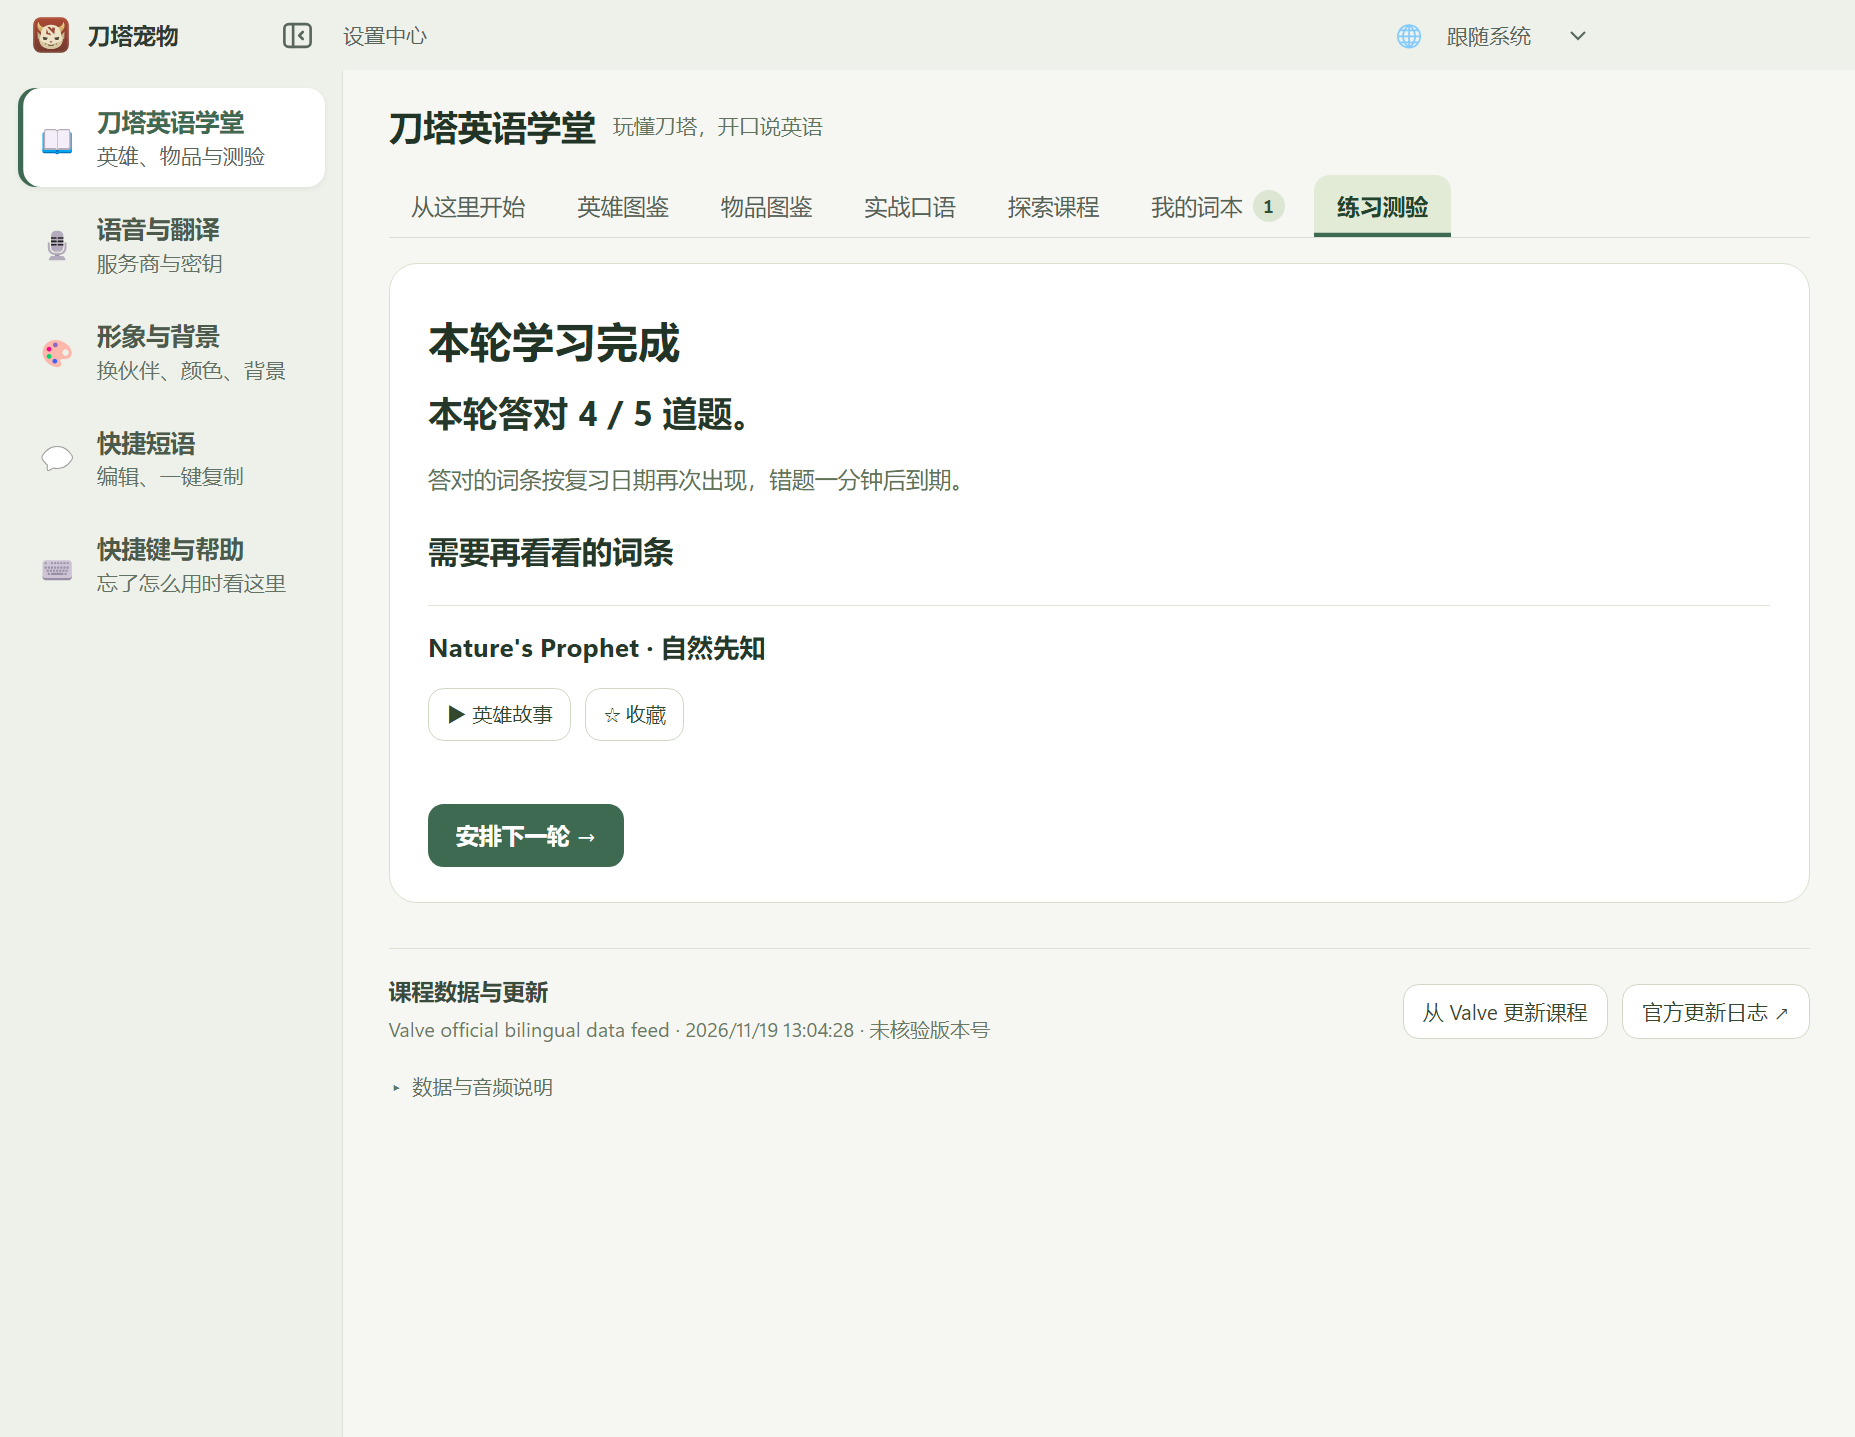 刀塔宠物
设置中心
跟随系统
刀塔英语学堂
英雄、物品与测验
语音与翻译
服务商与密钥
形象与背景
换伙伴、颜色、背景
快捷短语
编辑、一键复制
快捷键与帮助
忘了怎么用时看这里
刀塔英语学堂 玩懂刀塔，开口说英语
从这里开始 英雄图鉴 物品图鉴 实战口语 探索课程 我的词本 1 练习测验
本轮学习完成
本轮答对 4 / 5 道题。
答对的词条按复习日期再次出现，错题一分钟后到期。
需要再看看的词条
Nature's Prophet · 自然先知
▶ 英雄故事 ☆ 收藏
安排下一轮 →
课程数据与更新
Valve official bilingual data feed · 2026/11/19 13:04:28 · 未核验版本号
从 Valve 更新课程 官方更新日志 ↗
▸ 数据与音频说明